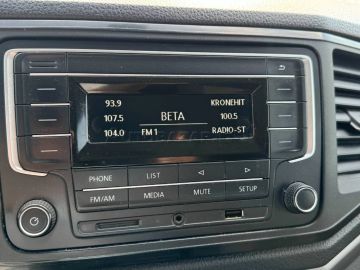 93.9 KRONEHIT
107.5 BETA 100.5
104.0 FM 1 RADIO-ST
PHONE LIST ◁ ▷
FM/AM MEDIA MUTE SETUP